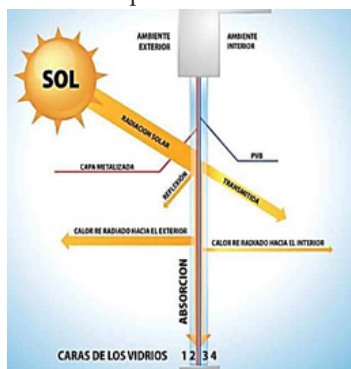 AMBIENTE
EXTERIOR
AMBIENTE
INTERIOR
SOL
RADIACION SOLAR
CAPA METALIZADA
PVB
REFLEXIÓN
TRANSMITIDA
CALOR RE RADIADO HACIA EL EXTERIOR
CALOR RE RADIADO HACIA EL INTERIOR
ABSORCION
CARAS DE LOS VIDRIOS 1 2 3 4